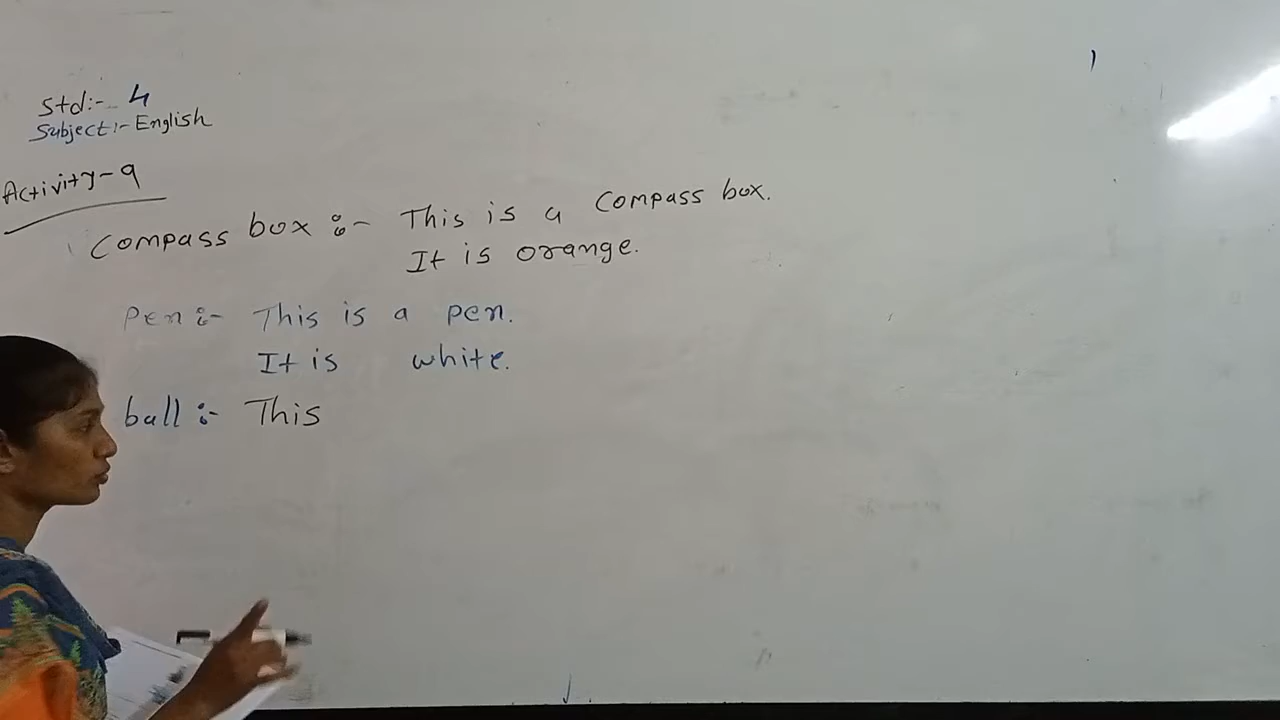 Std:- 4
Subject:- English
Activity-9
Compass box :- This is a Compass box.
It is orange.
Pen :- This is a pen.
It is white.
ball :- This